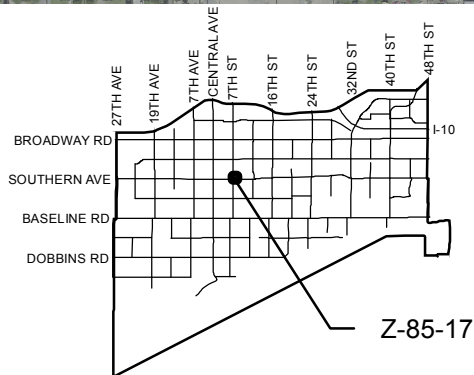 27TH AVE
19TH AVE
7TH AVE
CENTRAL AVE
7TH ST
16TH ST
24TH ST
32ND ST
40TH ST
48TH ST
I-10
BROADWAY RD
SOUTHERN AVE
BASELINE RD
DOBBINS RD
Z-85-17